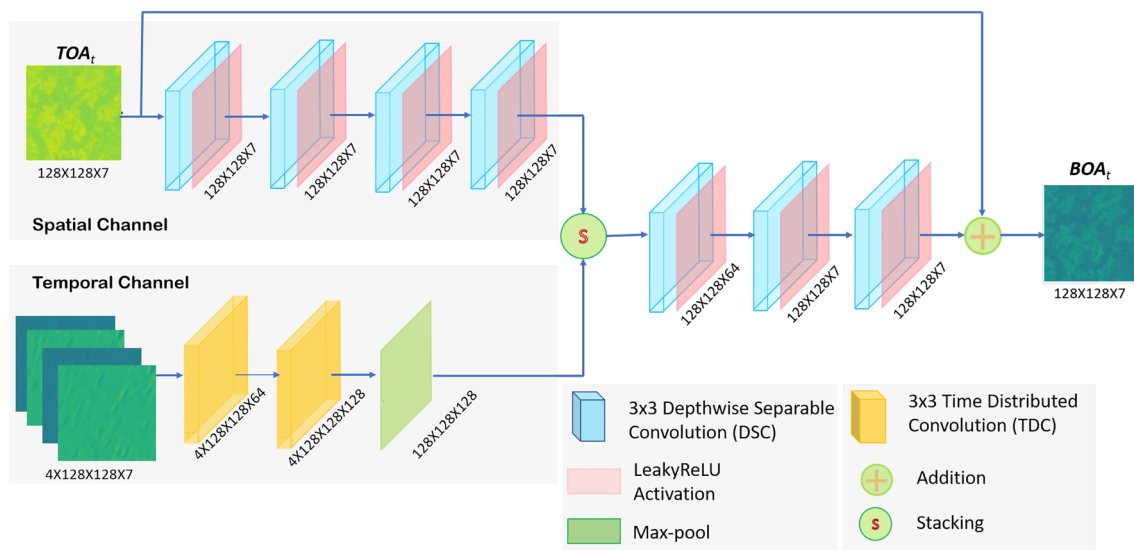 TOAt
128X128X7
128X128X7
128X128X7
128X128X7
128X128X7
Spatial Channel
S
128X128X64
128X128X7
128X128X7
BOAt
128X128X7
Temporal Channel
4X128X128X7
4X128X128X64
4X128X128X128
128X128X128
3x3 Depthwise Separable
Convolution (DSC)
LeakyReLU
Activation
Max-pool
3x3 Time Distributed
Convolution (TDC)
Addition
S
Stacking